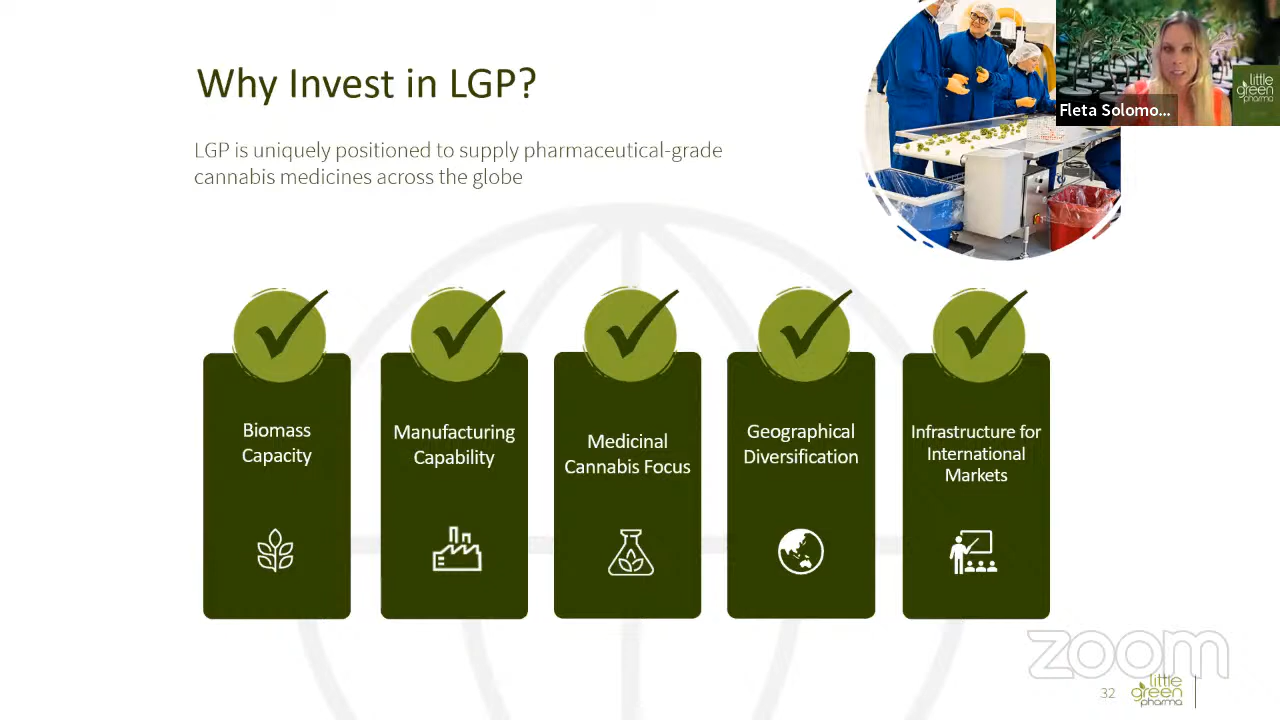 Why Invest in LGP?
LGP is uniquely positioned to supply pharmaceutical-grade
cannabis medicines across the globe
Fleta Solomo...
little
green
pharma
Biomass
Capacity
Manufacturing
Capability
Medicinal
Cannabis Focus
Geographical
Diversification
Infrastructure for
International
Markets
zoom
32
little
green
pharma